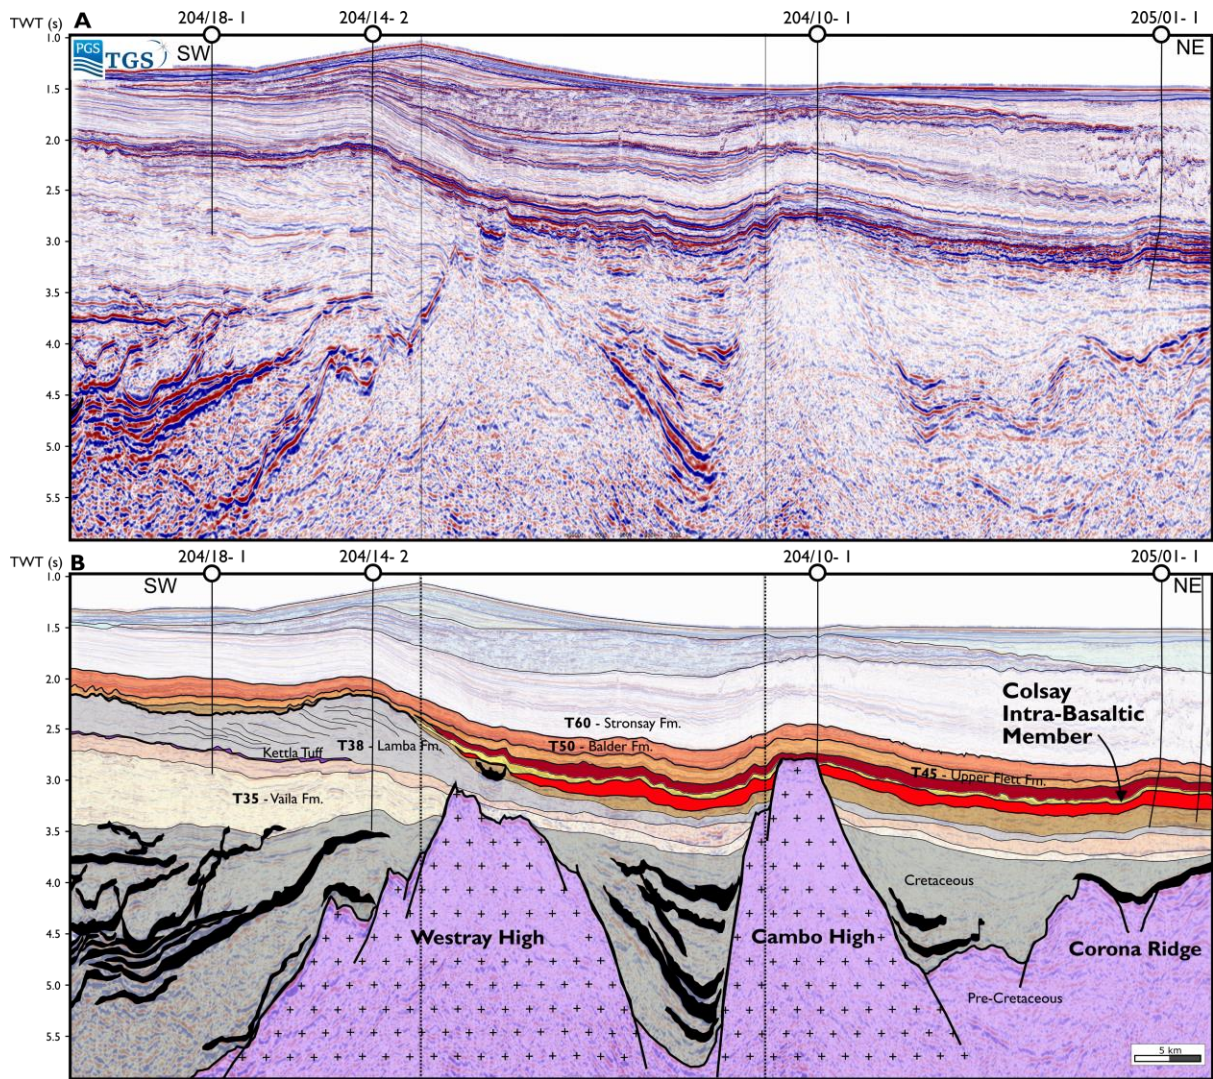 TWT (s)
A
204/18- 1
204/14- 2
204/10- 1
205/01- 1
PGS
TGS
SW
NE
1.0
1.5
2.0
2.5
3.0
3.5
4.0
4.5
5.0
5.5
TWT (s)
B
204/18- 1
204/14- 2
204/10- 1
205/01- 1
SW
NE
1.0
1.5
2.0
2.5
3.0
3.5
4.0
4.5
5.0
5.5
Colsay
Intra-Basaltic
Member
T60 - Stronsay Fm.
T50 - Balder Fm.
T38 - Lamba Fm.
Kettla Tuff
T45 - Upper Flett Fm.
T35 - Vaila Fm.
Cretaceous
Westray High
Cambo High
Corona Ridge
Pre-Cretaceous
5 km